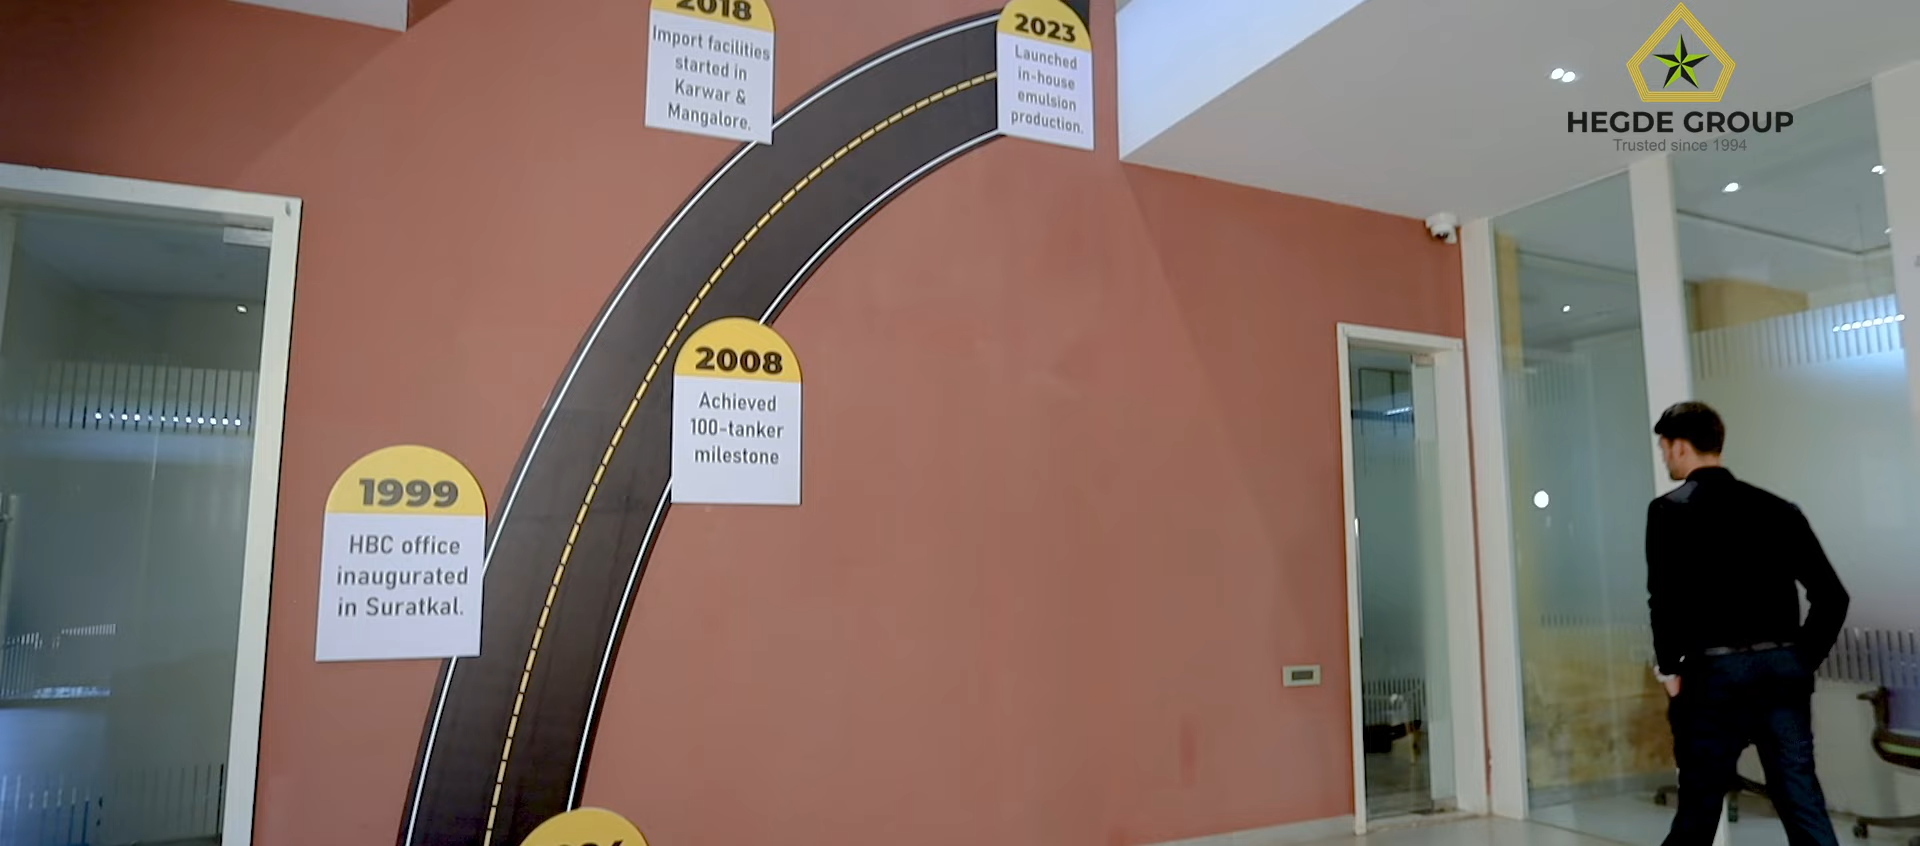 2018
Import facilities
started in
Karwar &
Mangalore.
2023
Launched
in-house
emulsion
production.
HEGDE GROUP
Trusted since 1994
2008
Achieved
100-tanker
milestone
1999
HBC office
inaugurated
in Suratkal.